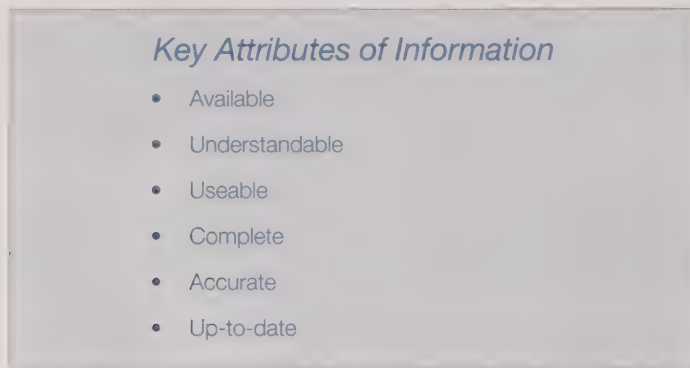 Key Attributes of Information
• Available
• Understandable
• Useable
• Complete
• Accurate
• Up-to-date